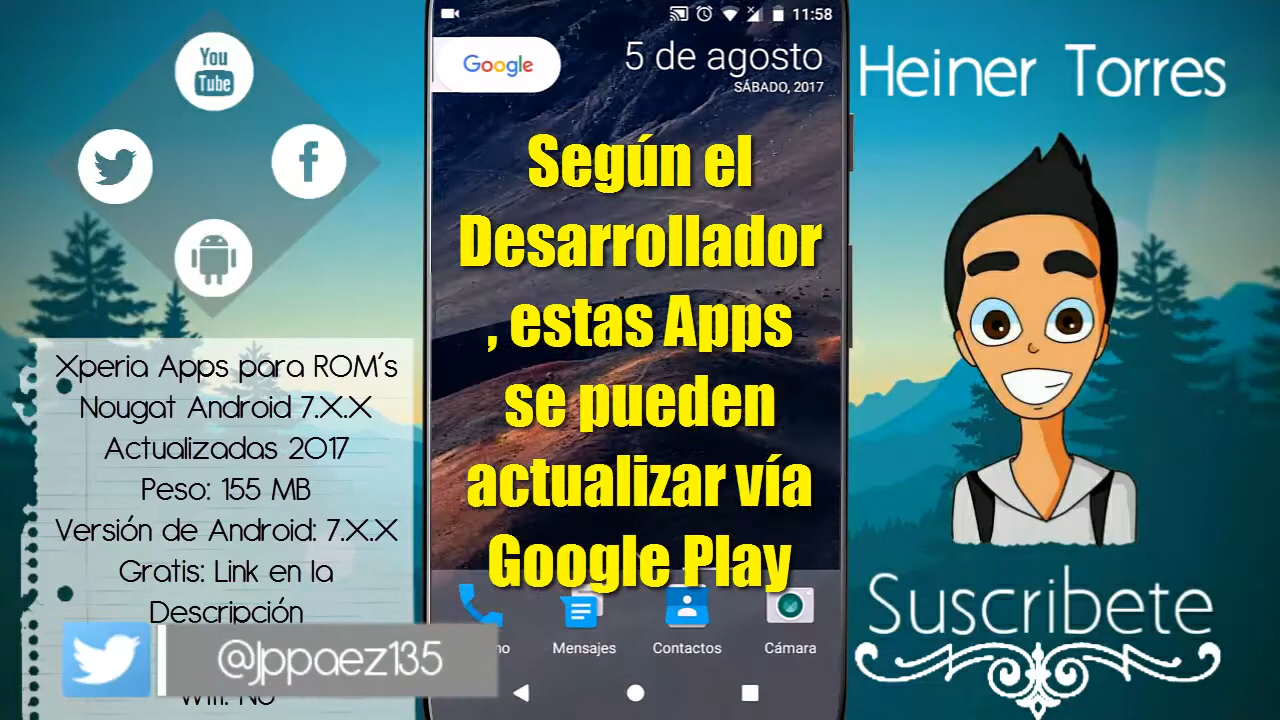 You
Tube
Xperia Apps para ROM's
Nougat Android 7.X.X
Actualizadas 2017
Peso: 155 MB
Versión de Android: 7.X.X
Gratis: Link en la
Descripción
@Jppaez135
Wifi: No
11:58
Google
5 de agosto
SÁBADO, 2017
Según el
Desarrollador
, estas Apps
se pueden
actualizar vía
Google Play
Mensajes
Contactos
Cámara
Heiner Torres
Suscribete